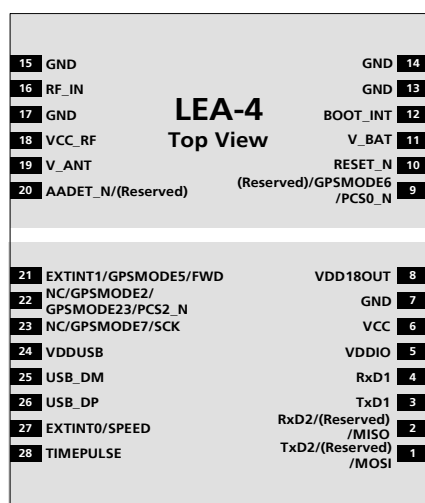 15 GND
GND 14
16 RF_IN
GND 13
17 GND
LEA-4
BOOT_INT 12
18 VCC_RF
Top View
V_BAT 11
19 V_ANT
RESET_N 10
20 AADET_N/(Reserved)
(Reserved)/GPSMODE6
/PCS0_N 9
21 EXTINT1/GPSMODE5/FWD
VDD18OUT 8
22 NC/GPSMODE2/
GPSMODE23/PCS2_N
GND 7
23 NC/GPSMODE7/SCK
VCC 6
24 VDDUSB
VDDIO 5
25 USB_DM
RxD1 4
26 USB_DP
TxD1 3
27 EXTINT0/SPEED
RxD2/(Reserved)
/MISO 2
28 TIMEPULSE
TxD2/(Reserved)
/MOSI 1